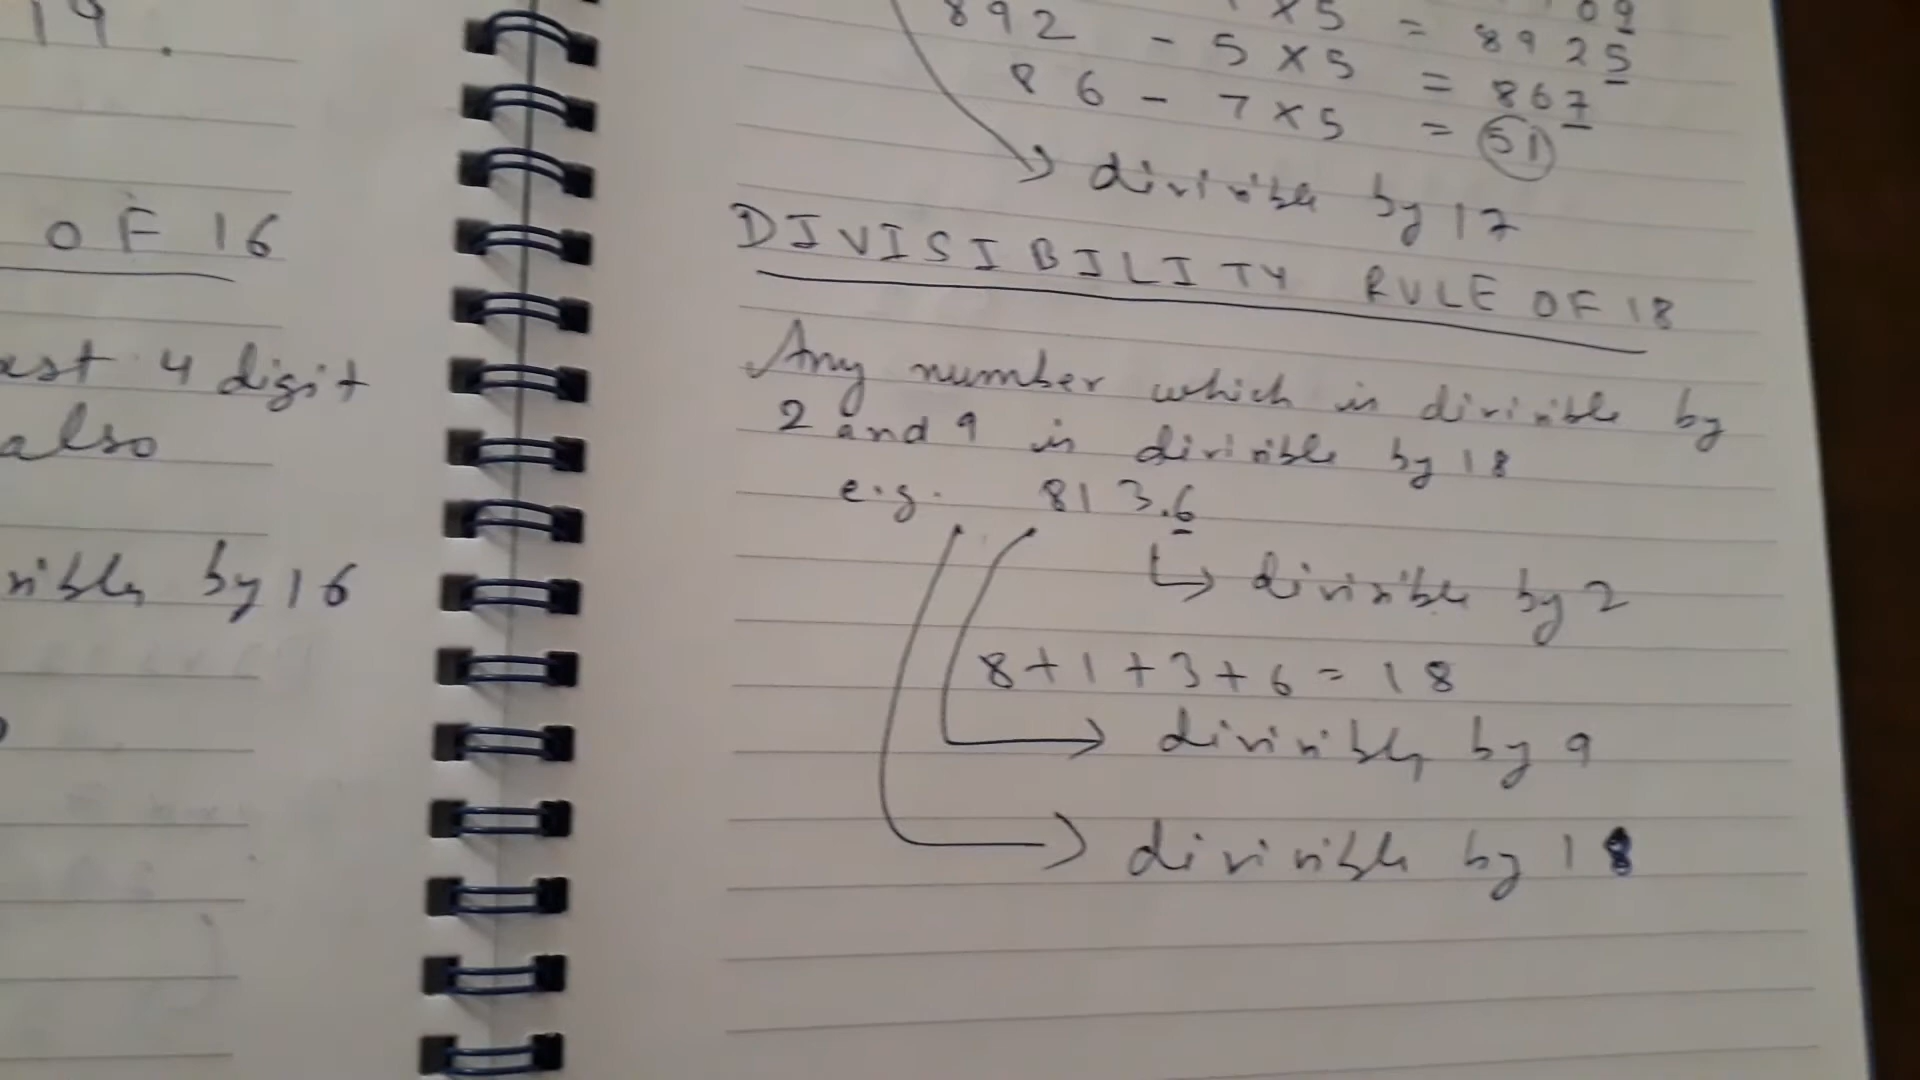 19.
OF 16
4 digit
also
by 16
× 5 = 8925
892 - 5 × 5 = 867
86 - 7 × 5 = 51
divisible by 17
DIVISIBILITY RULE OF 18
Any number which is divisible by
2 and 9 is divisible by 18
e.g. 8136
divisible by 2
8+1+3+6 = 18
divisible by 9
divisible by 18